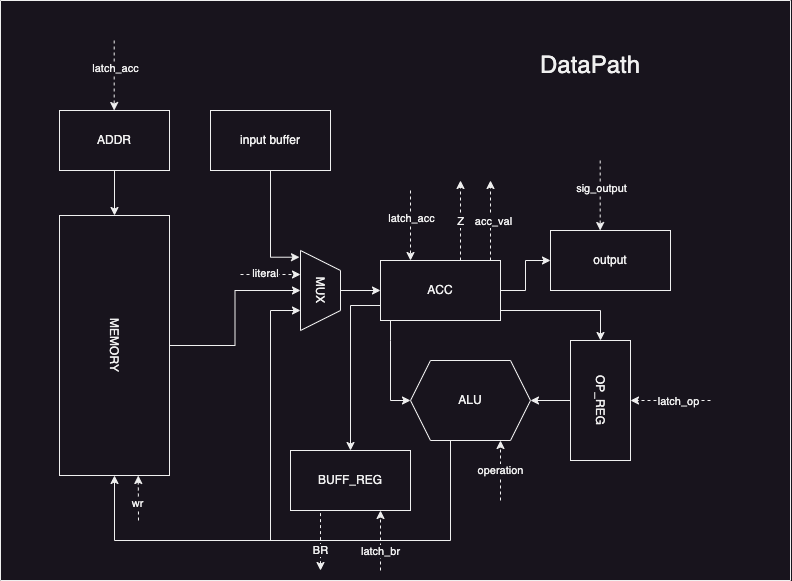 DataPath
latch_acc
ADDR
input buffer
sig_output
latch_acc
Z
acc_val
output
literal
MUX
ACC
MEMORY
ALU
OP_REG
latch_op
operation
BUFF_REG
wr
BR
latch_br